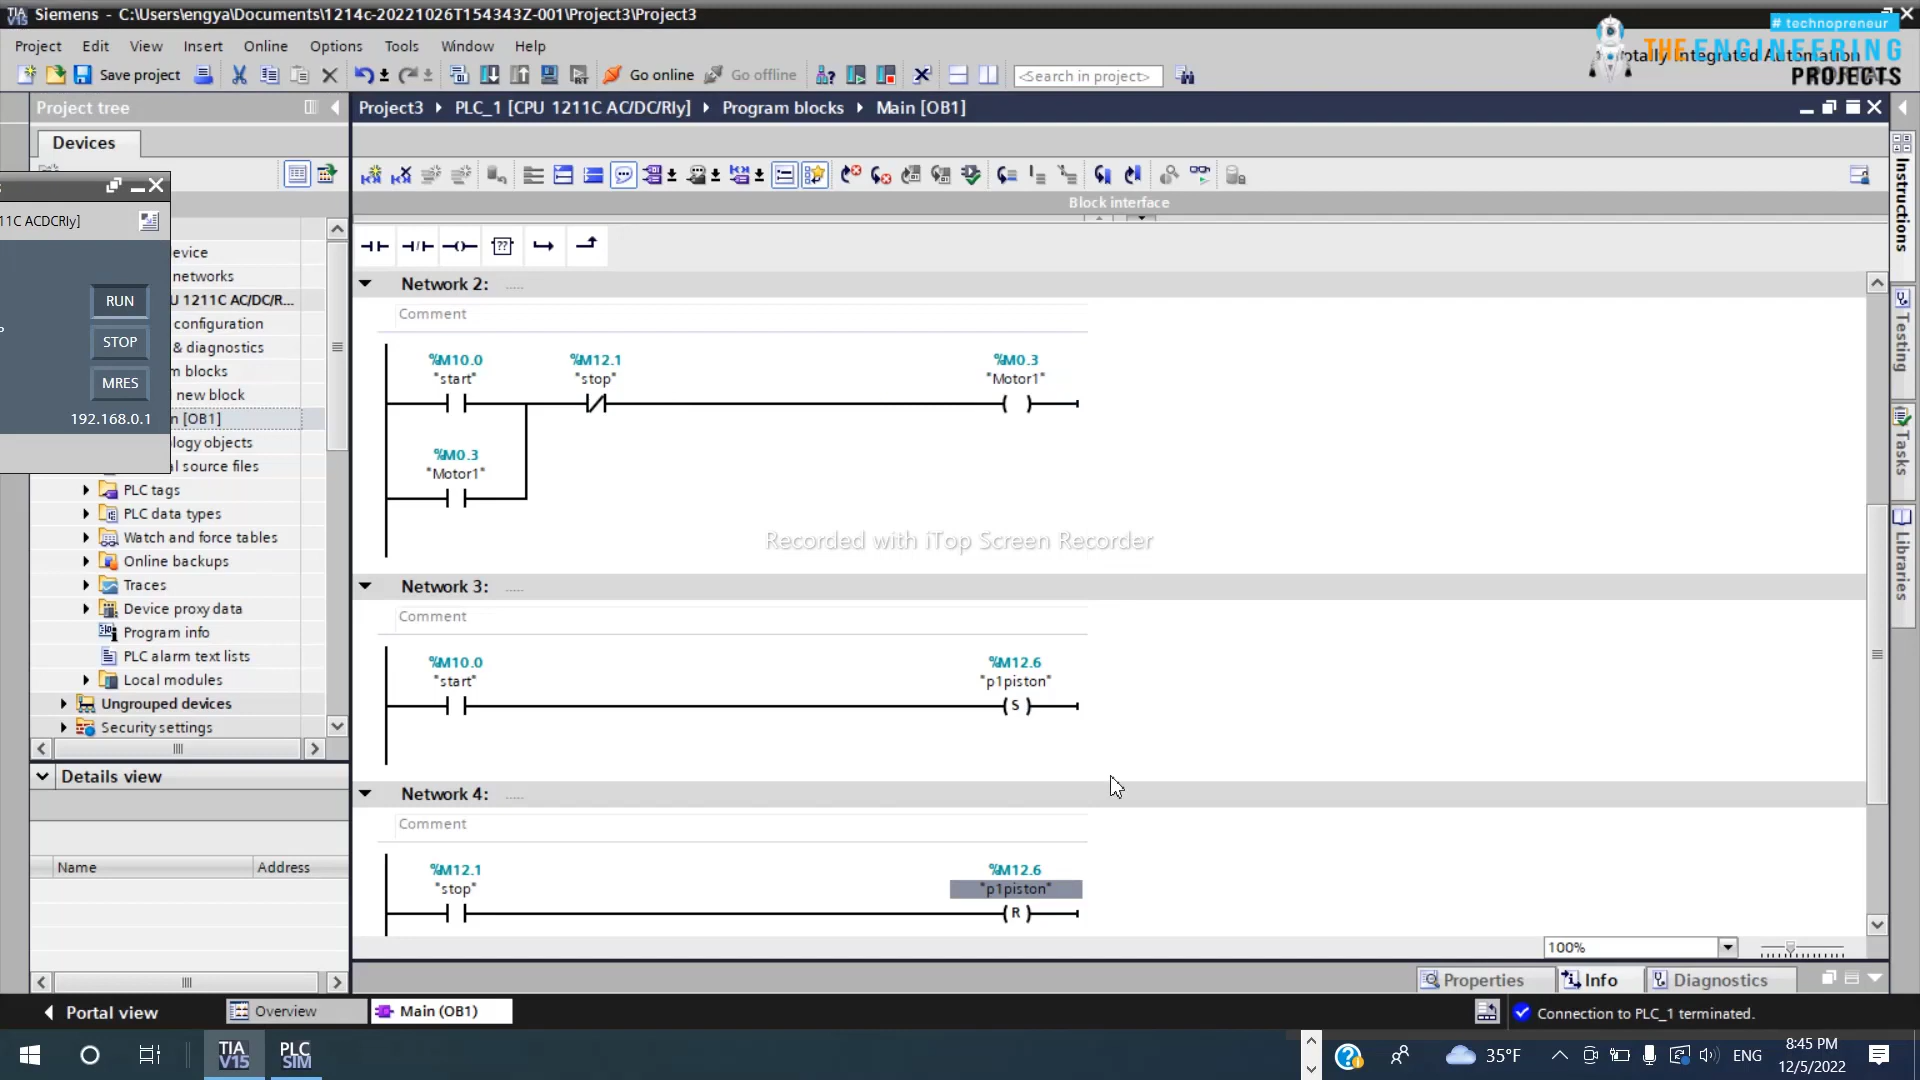 Siemens - C:\Users\engya\Documents\1214c-20221026T154343Z-001\Project3\Project3
# technopreneur
THE ENGINEERING
PROJECTS
Totally Integrated Automation
Project Edit View Insert Online Options Tools Window Help
Save project
Go online
Go offline
<Search in project>
Project tree
Project3 PLC_1 [CPU 1211C AC/DC/Rly] Program blocks Main [OB1]
Devices
Block interface
11C ACDCRly]
RUN
STOP
MRES
192.168.0.1
evice
networks
U 1211C AC/DC/R...
configuration
& diagnostics
m blocks
new block
n [OB1]
ology objects
al source files
PLC tags
PLC data types
Watch and force tables
Online backups
Traces
Device proxy data
Program info
PLC alarm text lists
Local modules
Ungrouped devices
Security settings
Details view
Name Address
??
Network 2: .....
Comment
%M10.0 %M12.1 %M0.3
"start" "stop" "Motor1"
%M0.3
"Motor1"
Recorded with iTop Screen Recorder
Network 3: .....
Comment
%M10.0 %M12.6
"start" "p1piston"
S
Network 4: .....
Comment
%M12.1 %M12.6
"stop" "p1piston"
R
100%
Properties Info Diagnostics
Instructions
Testing
Tasks
Libraries
Portal view Overview Main (OB1)
Connection to PLC_1 terminated.
TIA
V15
PLC
SIM
35°F
ENG
8:45 PM
12/5/2022